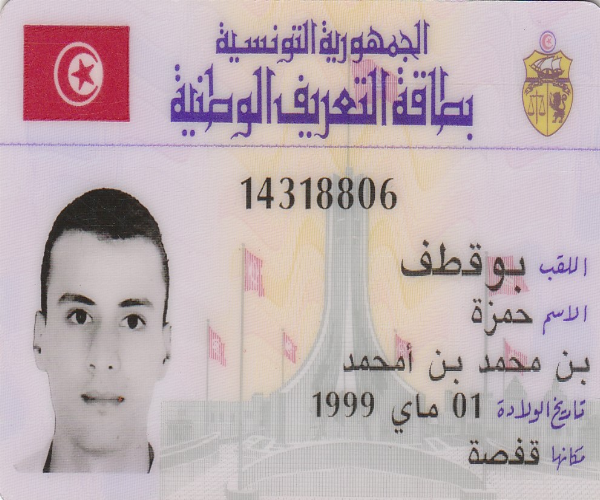 الجمهورية التونسية
بطاقة التعريف الوطنية
14318806
اللقب بوقطف
الاسم حمزة
بن محمد بن أمحمد
تاريخ الولادة 01 ماي 1999
مكانها قفصة